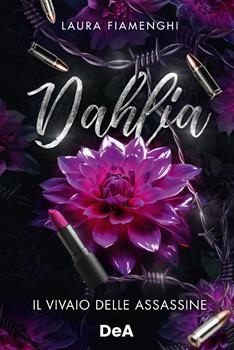 LAURA FIAMENGHI
Dahlia
IL VIVAIO DELLE ASSASSINE
DeA